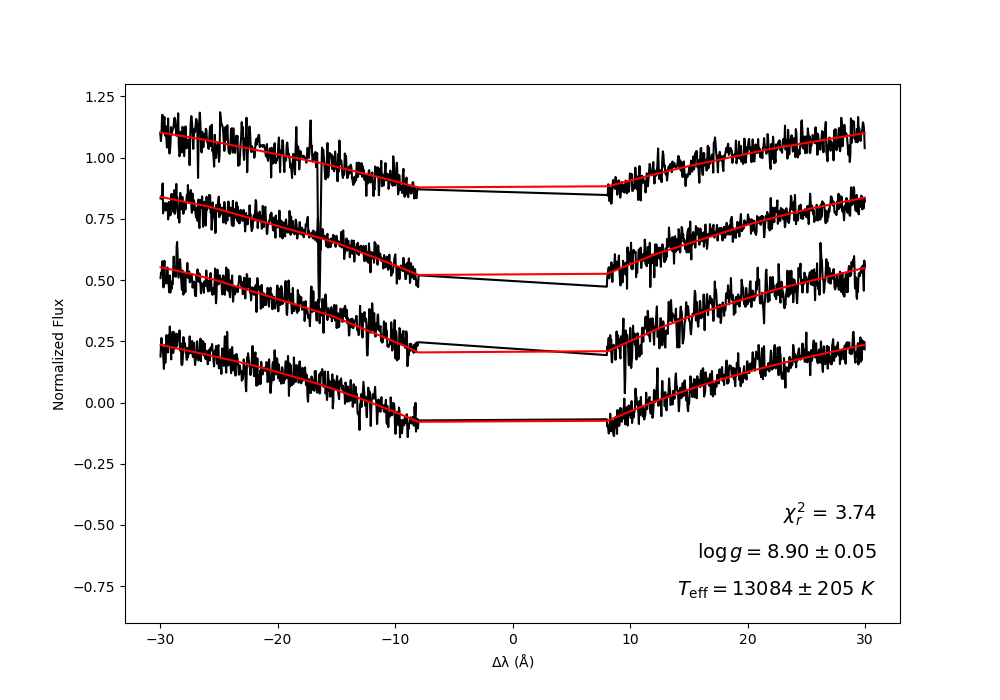 1.25
1.00
0.75
0.50
0.25
0.00
−0.25
−0.50
−0.75
Normalized Flux
χ²ᵣ = 3.74
log g = 8.90 ± 0.05
T_eff = 13084 ± 205 K
−30 −20 −10 0 10 20 30
Δλ (Å)